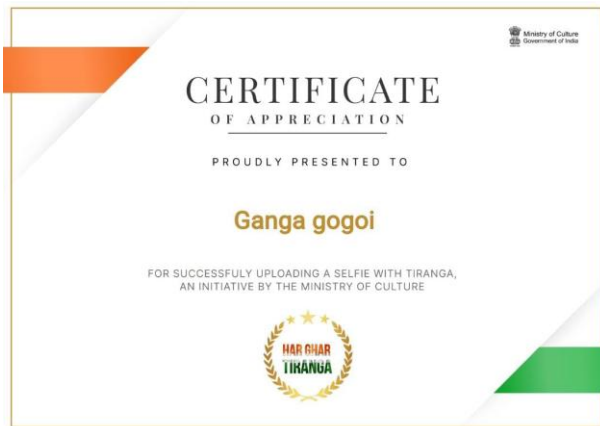 Ministry of Culture
Government of India
CERTIFICATE
OF APPRECIATION
PROUDLY PRESENTED TO
Ganga gogoi
FOR SUCCESSFULY UPLOADING A SELFIE WITH TIRANGA,
AN INITIATIVE BY THE MINISTRY OF CULTURE
HAR GHAR
TIRANGA